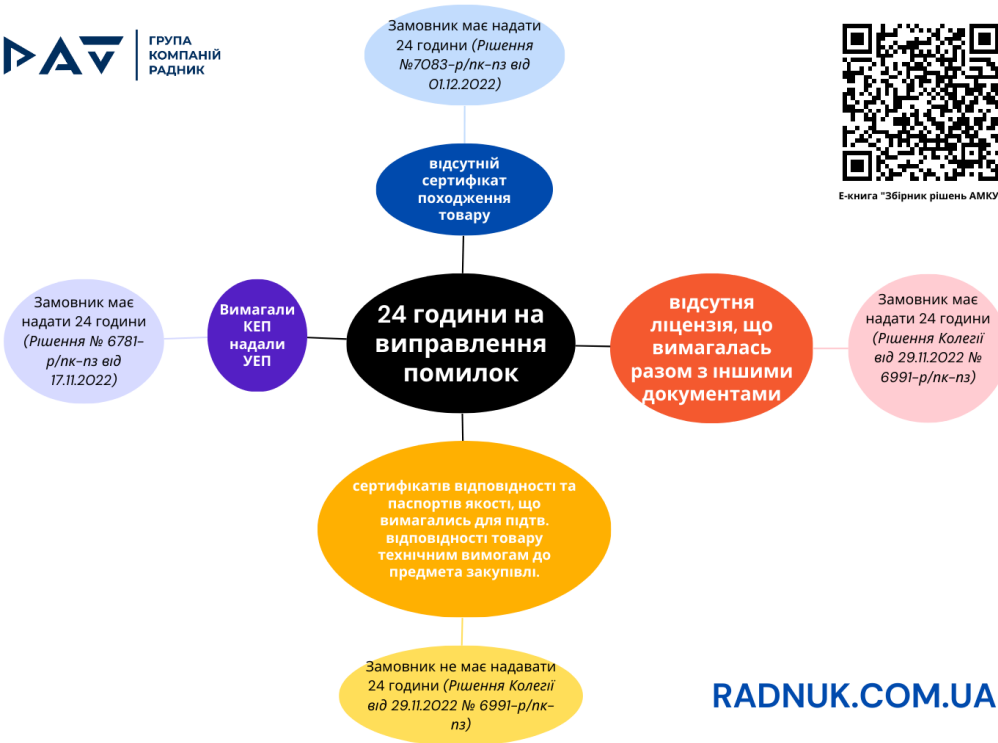 ГРУПА
КОМПАНІЙ
РАДНИК
Замовник має надати
24 години (Рішення
№7083-р/пк-пз від
01.12.2022)
Е-книга "Збірник рішень АМКУ
відсутній
сертифікат
походження
товару
Замовник має
надати 24 години
(Рішення № 6781-
р/пк-пз від
17.11.2022)
Вимагали
КЕП
надали
УЕП
24 години на
виправлення
помилок
відсутня
ліцензія, що
вимагалась
разом з іншими
документами
Замовник має
надати 24 години
(Рішення Колегії
від 29.11.2022 №
6991-р/пк-пз)
сертифікатів відповідності та
паспортів якості, що
вимагались для підтв.
відповідності товару
технічним вимогам до
предмета закупівлі.
Замовник не має надавати
24 години (Рішення Колегії
від 29.11.2022 № 6991-р/пк-
пз)
RADNUK.COM.UA